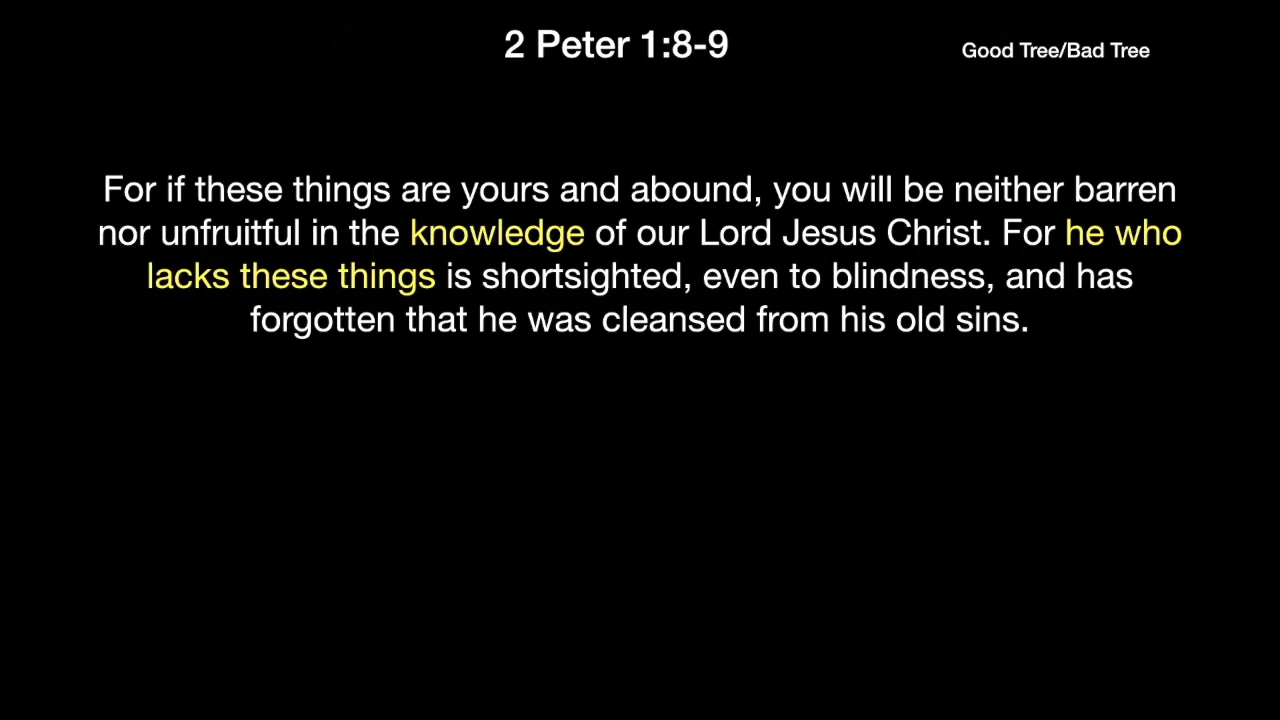 2 Peter 1:8-9
Good Tree/Bad Tree
For if these things are yours and abound, you will be neither barren
nor unfruitful in the knowledge of our Lord Jesus Christ. For he who
lacks these things is shortsighted, even to blindness, and has
forgotten that he was cleansed from his old sins.